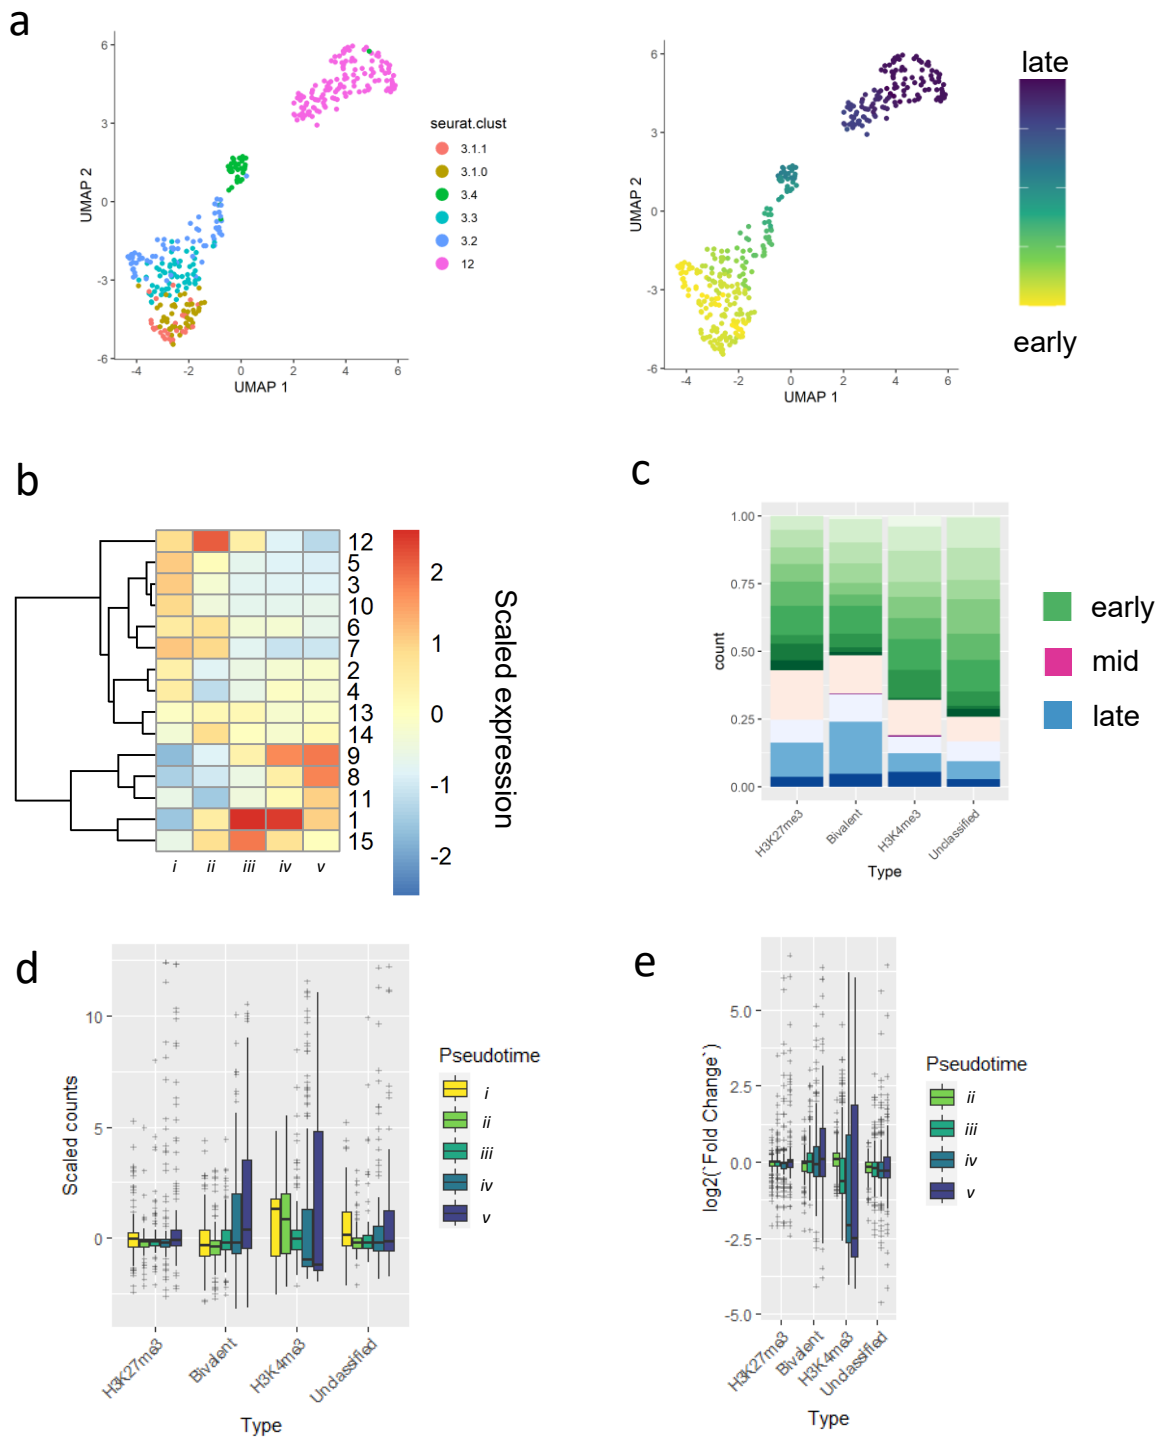 a
6
3
0
-3
-6
UMAP 2
-4
-2
0
2
4
6
UMAP 1
seurat.clust
3.1.1
3.1.0
3.4
3.3
3.2
12
6
3
0
-3
-6
UMAP 2
-4
-2
0
2
4
6
UMAP 1
late
early
b
12
5
3
10
6
7
2
4
13
14
9
8
11
1
15
i
ii
iii
iv
v
2
1
0
-1
-2
Scaled expression
c
1.00
0.75
0.50
0.25
0.00
count
H3K27me3
Bivalent
H3K4me3
Unclassified
Type
early
mid
late
d
10
5
0
Scaled counts
H3K27me3
Bivalent
H3K4me3
Unclassified
Type
Pseudotime
i
ii
iii
iv
v
e
5.0
2.5
0.0
-2.5
-5.0
log2(`Fold Change`)
H3K27me3
Bivalent
H3K4me3
Unclassified
Type
Pseudotime
ii
iii
iv
v